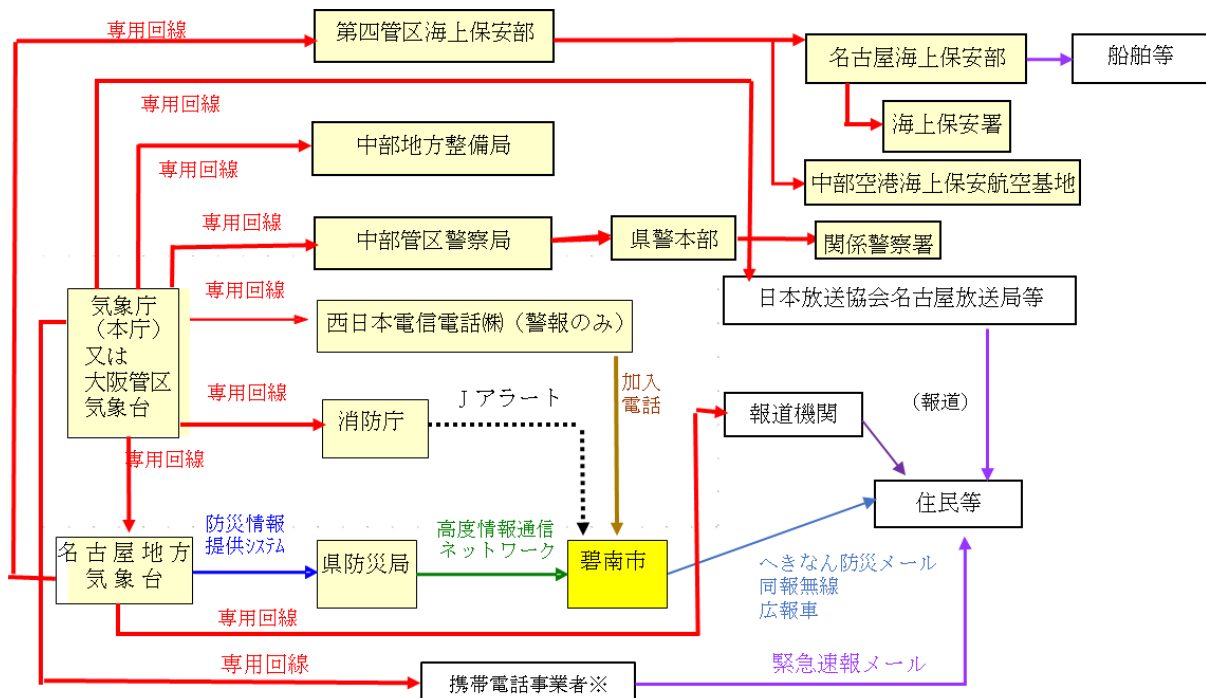 専用回線
第四管区海上保安部
名古屋海上保安部
船舶等
専用回線
海上保安署
中部地方整備局
専用回線
中部空港海上保安航空基地
専用回線
中部管区警察局
県警本部
関係警察署
専用回線
日本放送協会名古屋放送局等
気象庁
（本庁）
又は
大阪管区
気象台
西日本電信電話㈱（警報のみ）
加入
電話
専用回線
Ｊアラート
消防庁
報道機関
（報道）
専用回線
住民等
防災情報
提供システム
高度情報通信
ネットワーク
名古屋地方
気象台
県防災局
碧南市
へきなん防災メール
同報無線
広報車
専用回線
専用回線
緊急速報メール
携帯電話事業者※